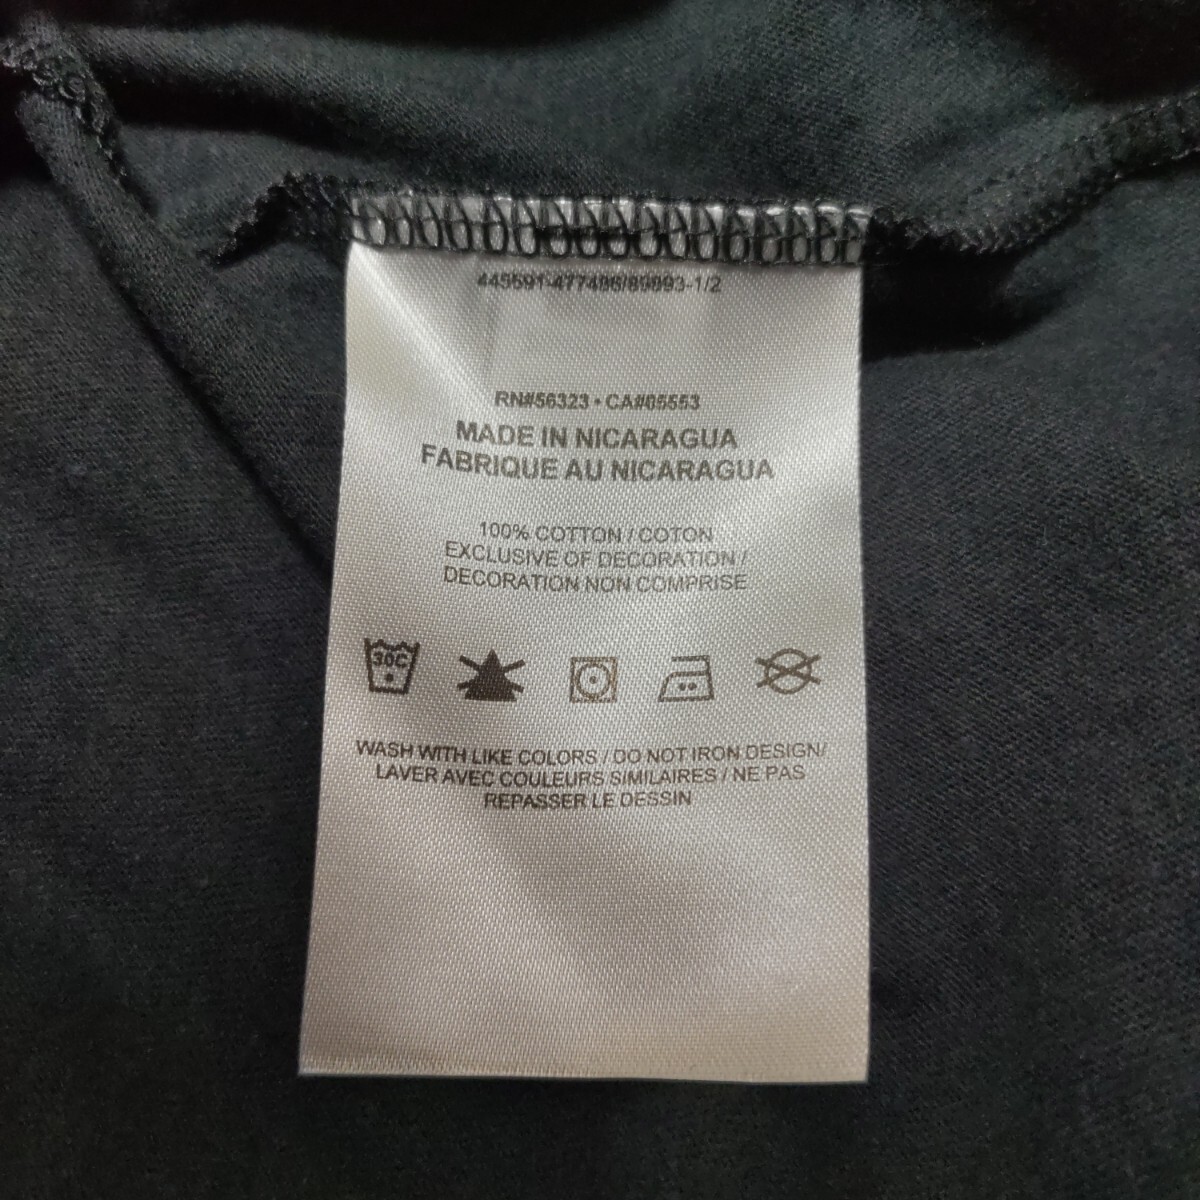 445591-477486/89893-1/2
RN#56323 • CA#05553
MADE IN NICARAGUA
FABRIQUE AU NICARAGUA
100% COTTON / COTON
EXCLUSIVE OF DECORATION /
DECORATION NON COMPRISE
30C
WASH WITH LIKE COLORS / DO NOT IRON DESIGN/
LAVER AVEC COULEURS SIMILAIRES / NE PAS
REPASSER LE DESSIN